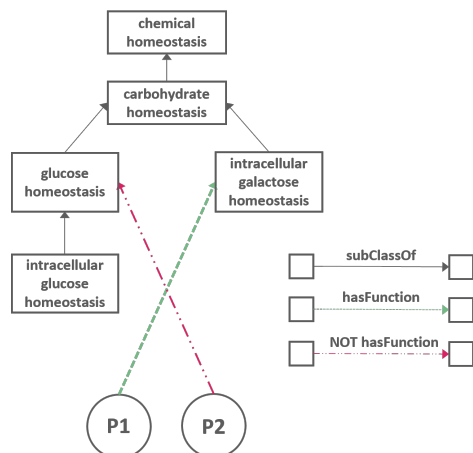 chemical
homeostasis
carbohydrate
homeostasis
glucose
homeostasis
intracellular
galactose
homeostasis
intracellular
glucose
homeostasis
subClassOf
hasFunction
NOT hasFunction
P1
P2